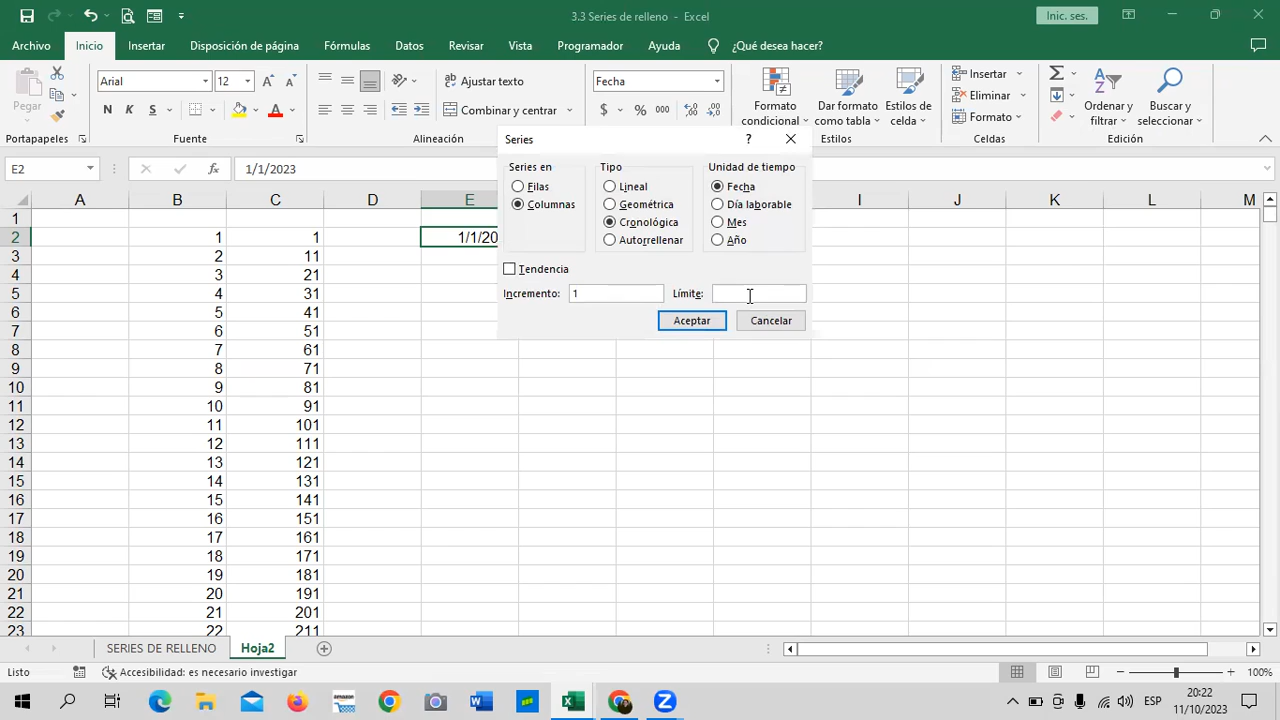 3.3 Series de relleno - Excel
Inic. ses.
Archivo Inicio Insertar Disposición de página Fórmulas Datos Revisar Vista Programador Ayuda ¿Qué desea hacer?
Pegar
Arial 12
N K S
Ajustar texto
Combinar y centrar
Fecha
$ % 000
Formato condicional
Dar formato como tabla
Estilos de celda
Insertar
Eliminar
Formato
Ordenar y filtrar
Buscar y seleccionar
Portapapeles Fuente Alineación Estilos Celdas Edición
E2 fx 1/1/2023
Series
? 
Series en
Filas
Columnas
Tipo
Lineal
Geométrica
Cronológica
Autorrellenar
Unidad de tiempo
Fecha
Día laborable
Mes
Año
Tendencia
Incremento: 1 Límite:
Aceptar Cancelar
A B C D E I J K L M
1
2 1 1 1/1/20
3 2 11
4 3 21
5 4 31
6 5 41
7 6 51
8 7 61
9 8 71
10 9 81
11 10 91
12 11 101
13 12 111
14 13 121
15 14 131
16 15 141
17 16 151
18 17 161
19 18 171
20 19 181
21 20 191
22 21 201
23 22 211
SERIES DE RELLENO Hoja2
Listo Accesibilidad: es necesario investigar 100%
ESP 20:22
11/10/2023